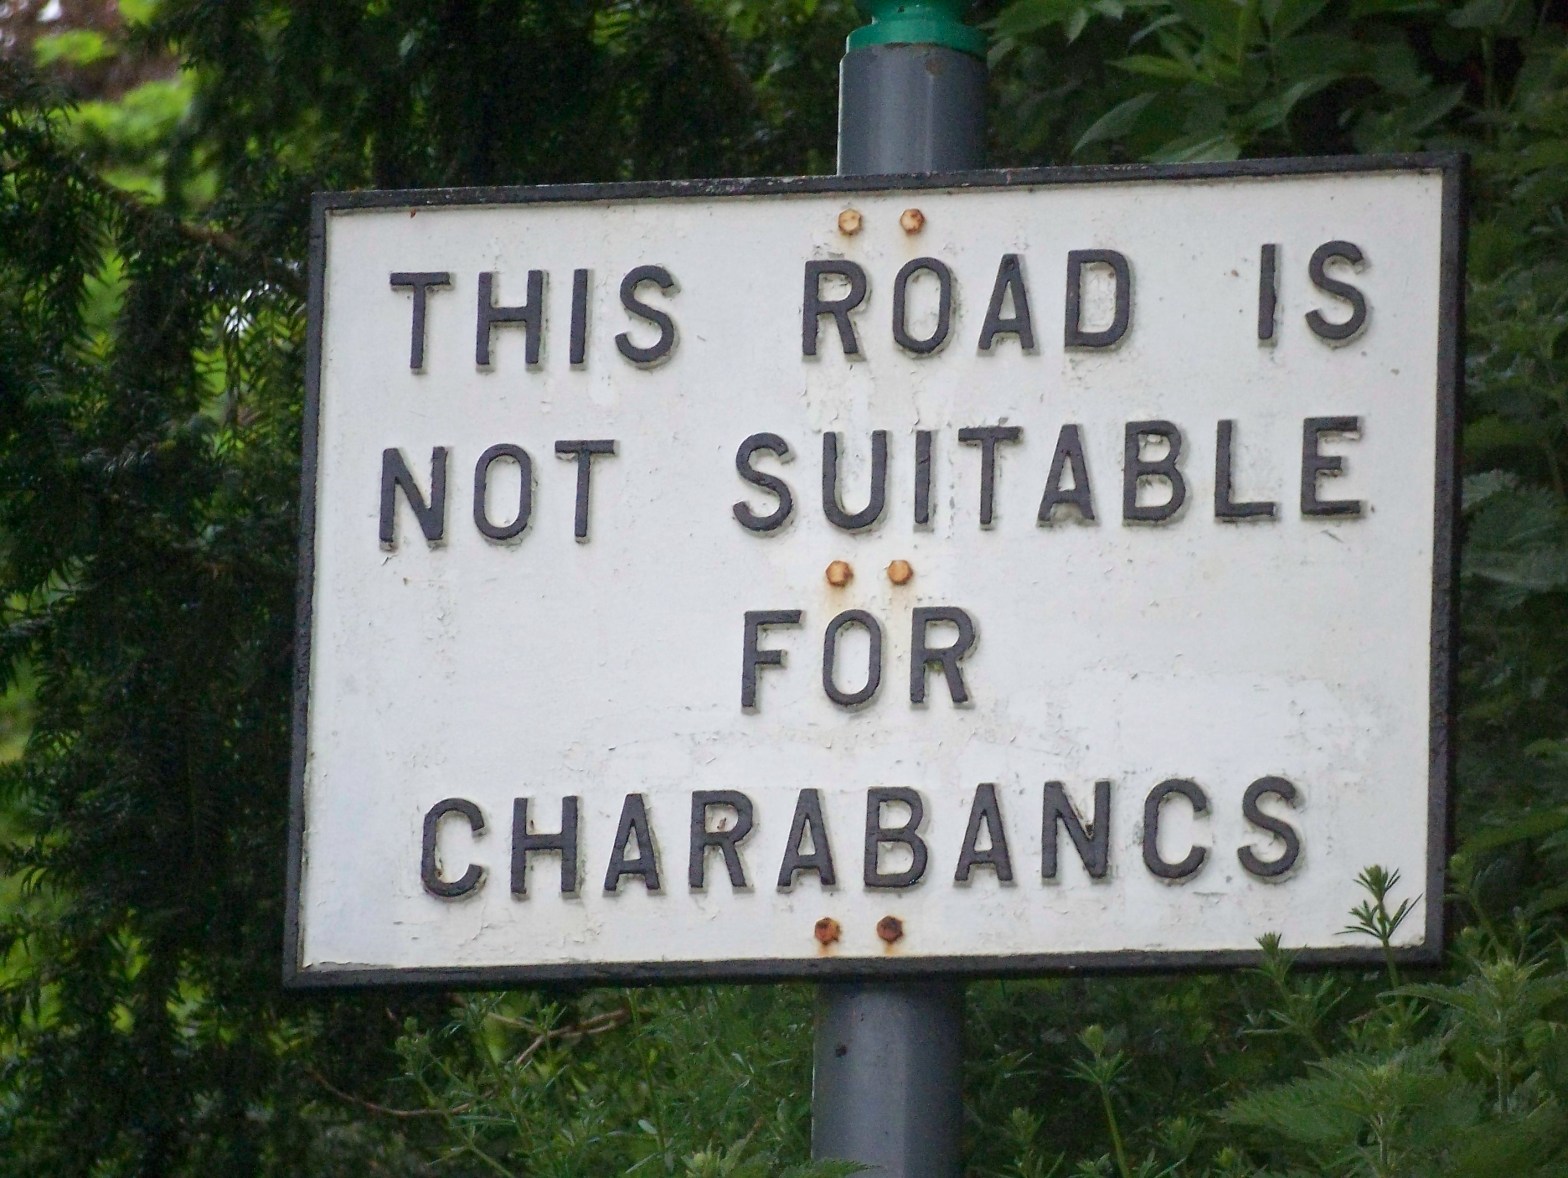 THIS ROAD IS
NOT SUITABLE
FOR
CHARABANCS